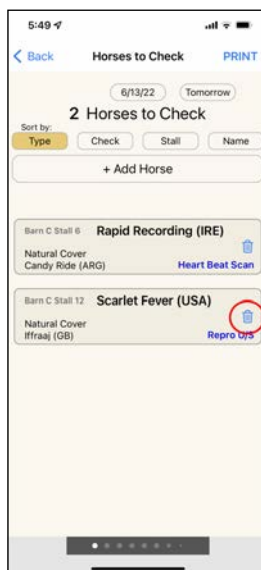 5:49
Back Horses to Check PRINT
6/13/22 Tomorrow
2 Horses to Check
Sort by:
Type Check Stall Name
+ Add Horse
Barn C Stall 6 Rapid Recording (IRE)
Natural Cover
Candy Ride (ARG) Heart Beat Scan
Barn C Stall 12 Scarlet Fever (USA)
Natural Cover
Iffraaj (GB) Repro U/S